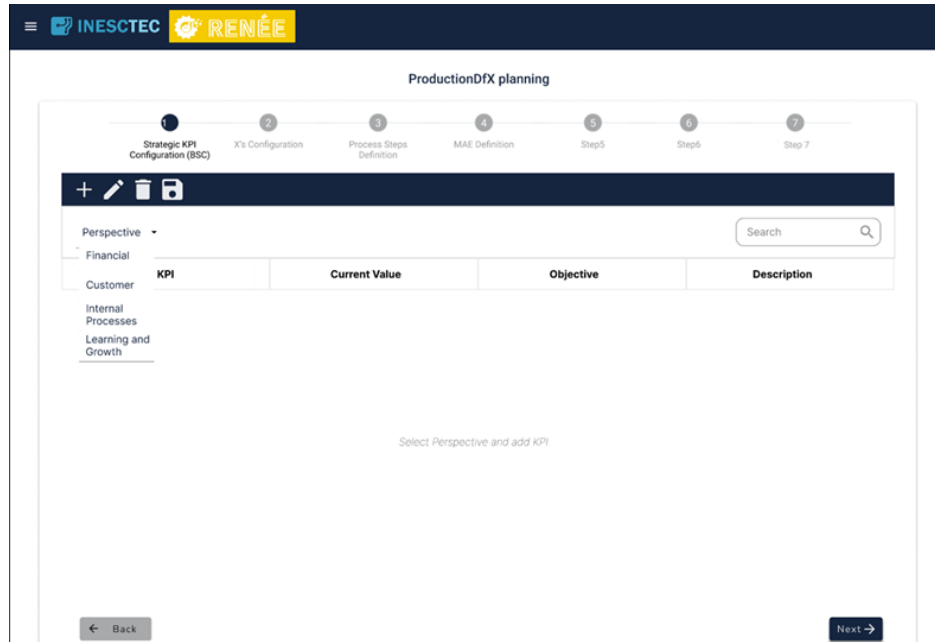 INESCTEC RENÉE
ProductionDfX planning
1 2 3 4 5 6 7
Strategic KPI X's Configuration Process Steps MAE Definition Step5 Step6 Step 7
Configuration (BSC) Definition
Perspective Search
Financial
KPI Current Value Objective Description
Customer
Internal
Processes
Learning and
Growth
Select Perspective and add KPI
Back Next